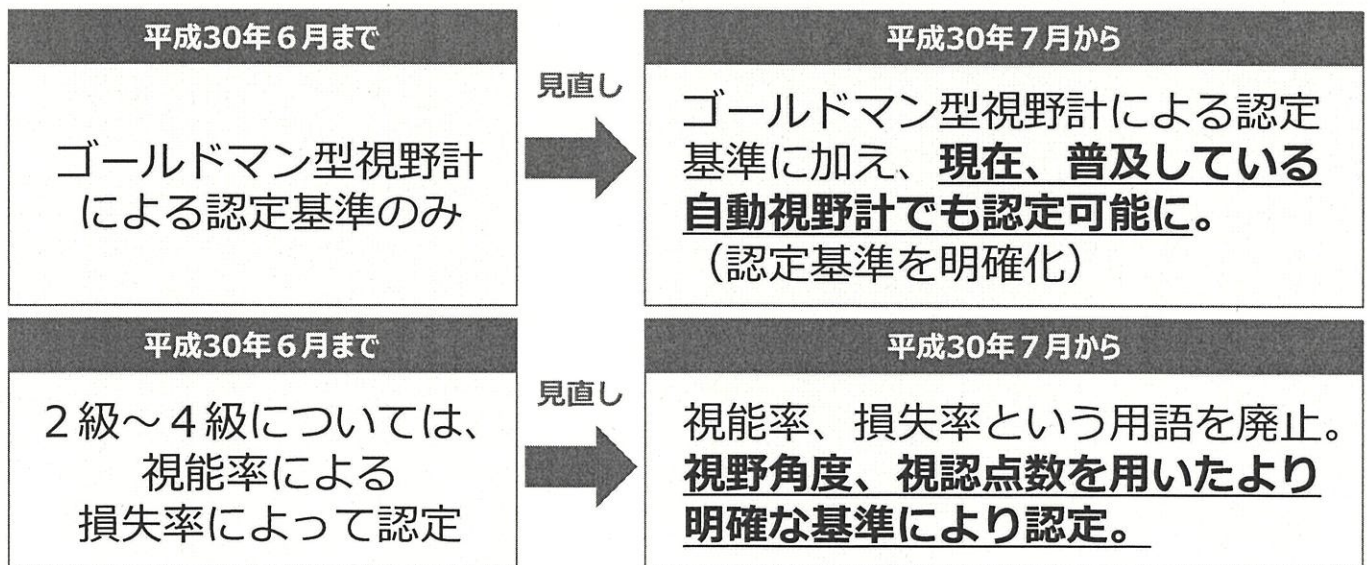 平成30年6月まで
ゴールドマン型視野計
による認定基準のみ
見直し
平成30年7月から
ゴールドマン型視野計による認定
基準に加え、現在、普及している
自動視野計でも認定可能に。
（認定基準を明確化）
平成30年6月まで
２級～４級については、
視能率による
損失率によって認定
見直し
平成30年7月から
視能率、損失率という用語を廃止。
視野角度、視認点数を用いたより
明確な基準により認定。